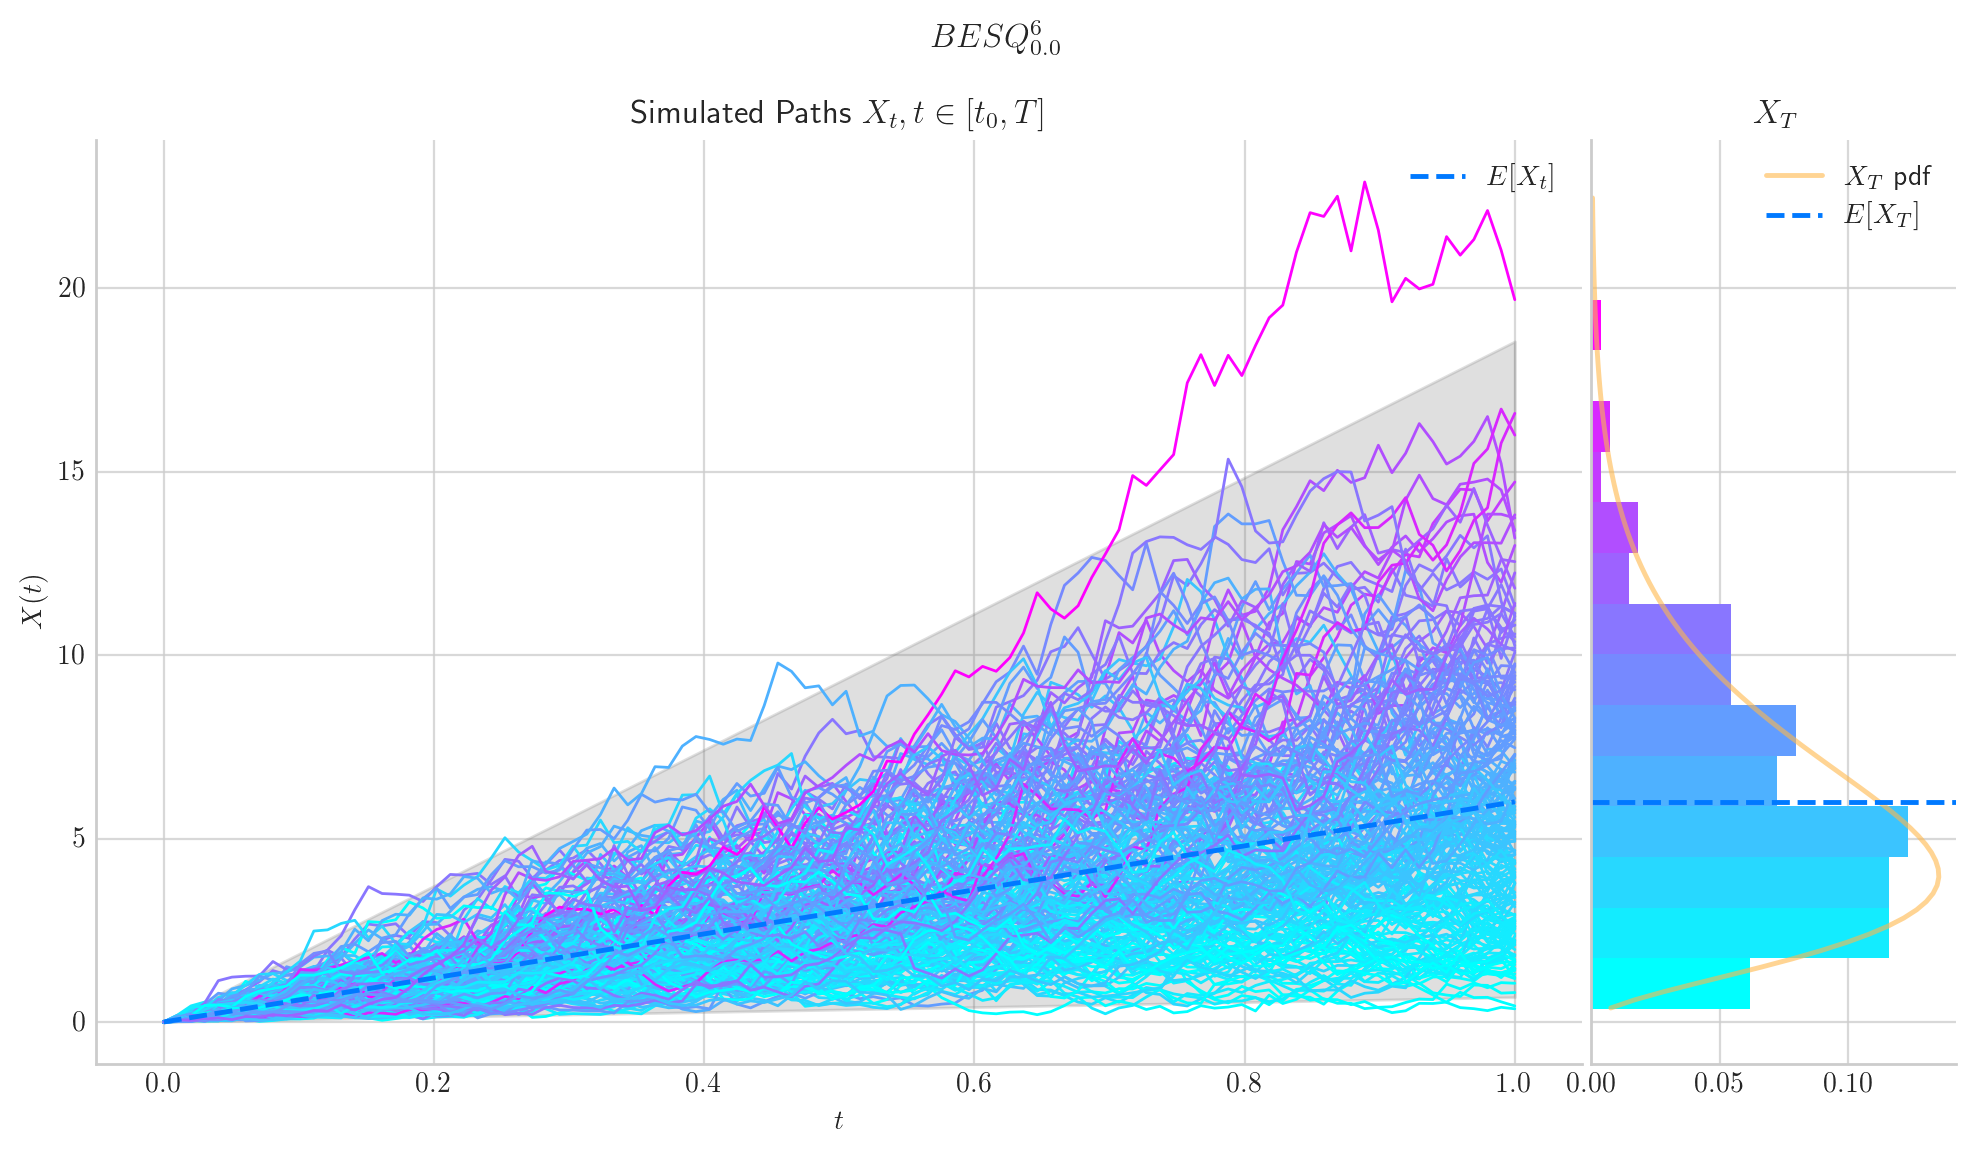 BESQ^6_{0.0}
Simulated Paths X_t, t ∈ [t_0, T]
X_T
E[X_t]
X_T pdf
E[X_T]
20
15
10
5
0
X(t)
0.0 0.2 0.4 0.6 0.8 1.0
0.00 0.05 0.10
t